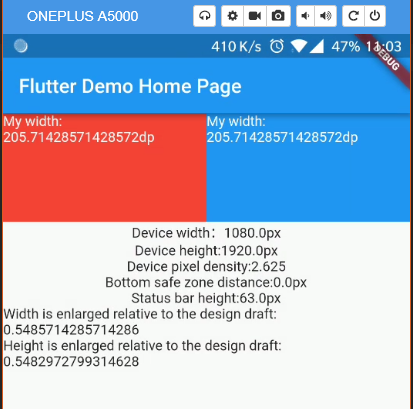 ONEPLUS A5000
410 K/s 47% 11:03
DEBUG
Flutter Demo Home Page
My width:
205.71428571428572dp
My width:
205.71428571428572dp
Device width：1080.0px
Device height:1920.0px
Device pixel density:2.625
Bottom safe zone distance:0.0px
Status bar height:63.0px
Width is enlarged relative to the design draft:
0.5485714285714286
Height is enlarged relative to the design draft:
0.5482972799314628